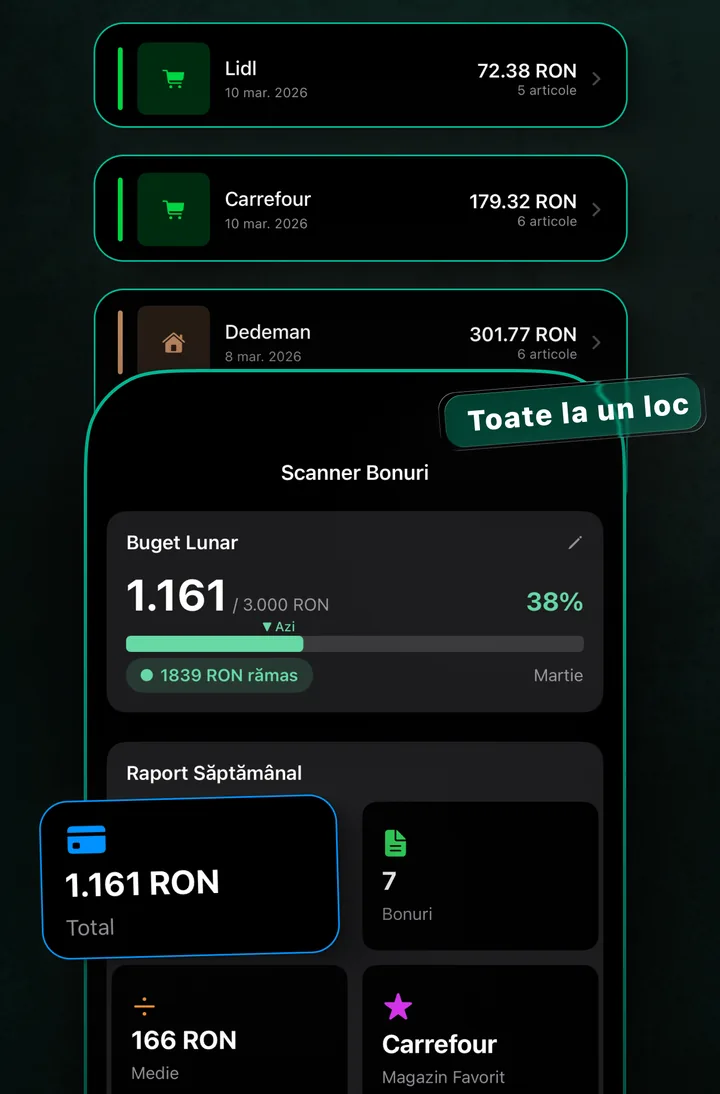 Lidl
72.38 RON
10 mar. 2026
5 articole
Carrefour
179.32 RON
10 mar. 2026
6 articole
Dedeman
301.77 RON
8 mar. 2026
6 articole
Toate la un loc
Scanner Bonuri
Buget Lunar
1.161 / 3.000 RON
38%
▼ Azi
1839 RON rămas
Martie
Raport Săptămânal
1.161 RON
Total
7
Bonuri
÷
166 RON
Medie
Carrefour
Magazin Favorit